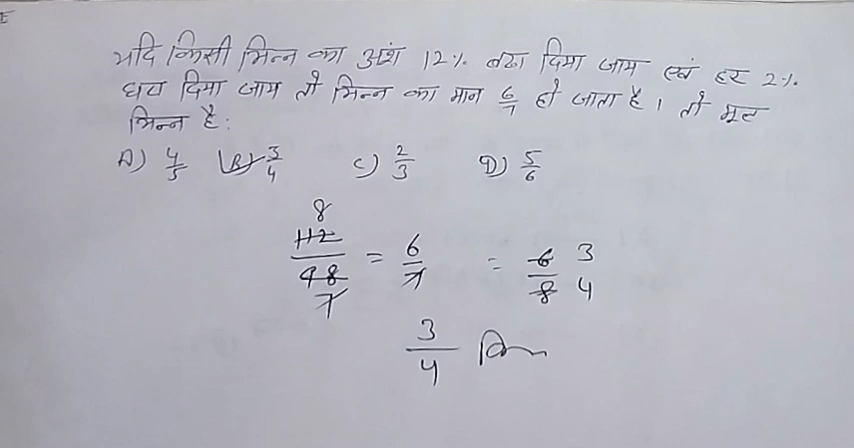 यदि किसी भिन्न का अंश 12% बढा दिया जाय एवं हर 2%
घटा दिया जाय तो भिन्न का मान 6/7 हो जाता है। तो मूल
भिन्न है:
A) 4/5 B) 3/4 C) 2/3 D) 5/6
8
112/98 = 6/7 = 6/8 3/4
7
3/4